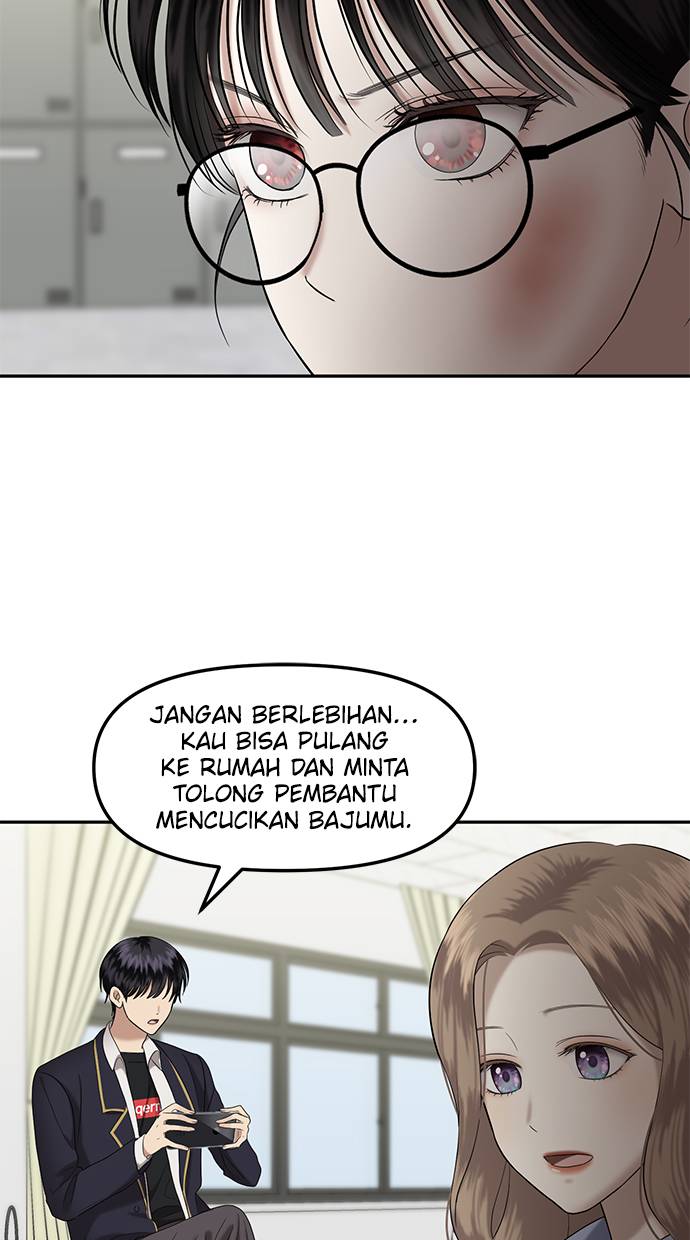 JANGAN BERLEBIHAN...
KAU BISA PULANG
KE RUMAH DAN MINTA
TOLONG PEMBANTU
MENCUCIKAN BAJUMU.